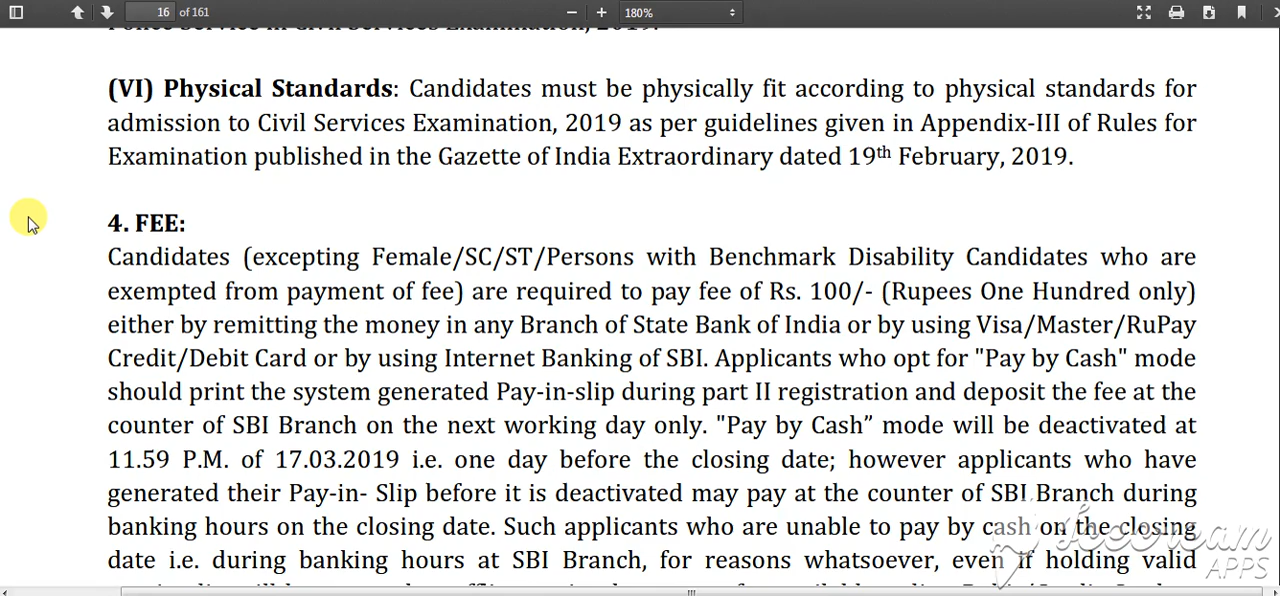 16 of 161
180%
Police Service in Civil Services Examination, 2019.
(VI) Physical Standards: Candidates must be physically fit according to physical standards for
admission to Civil Services Examination, 2019 as per guidelines given in Appendix-III of Rules for
Examination published in the Gazette of India Extraordinary dated 19th February, 2019.
4. FEE:
Candidates (excepting Female/SC/ST/Persons with Benchmark Disability Candidates who are
exempted from payment of fee) are required to pay fee of Rs. 100/- (Rupees One Hundred only)
either by remitting the money in any Branch of State Bank of India or by using Visa/Master/RuPay
Credit/Debit Card or by using Internet Banking of SBI. Applicants who opt for "Pay by Cash" mode
should print the system generated Pay-in-slip during part II registration and deposit the fee at the
counter of SBI Branch on the next working day only. "Pay by Cash” mode will be deactivated at
11.59 P.M. of 17.03.2019 i.e. one day before the closing date; however applicants who have
generated their Pay-in- Slip before it is deactivated may pay at the counter of SBI Branch during
banking hours on the closing date. Such applicants who are unable to pay by cash on the closing
date i.e. during banking hours at SBI Branch, for reasons whatsoever, even if holding valid
Icecream
APPS